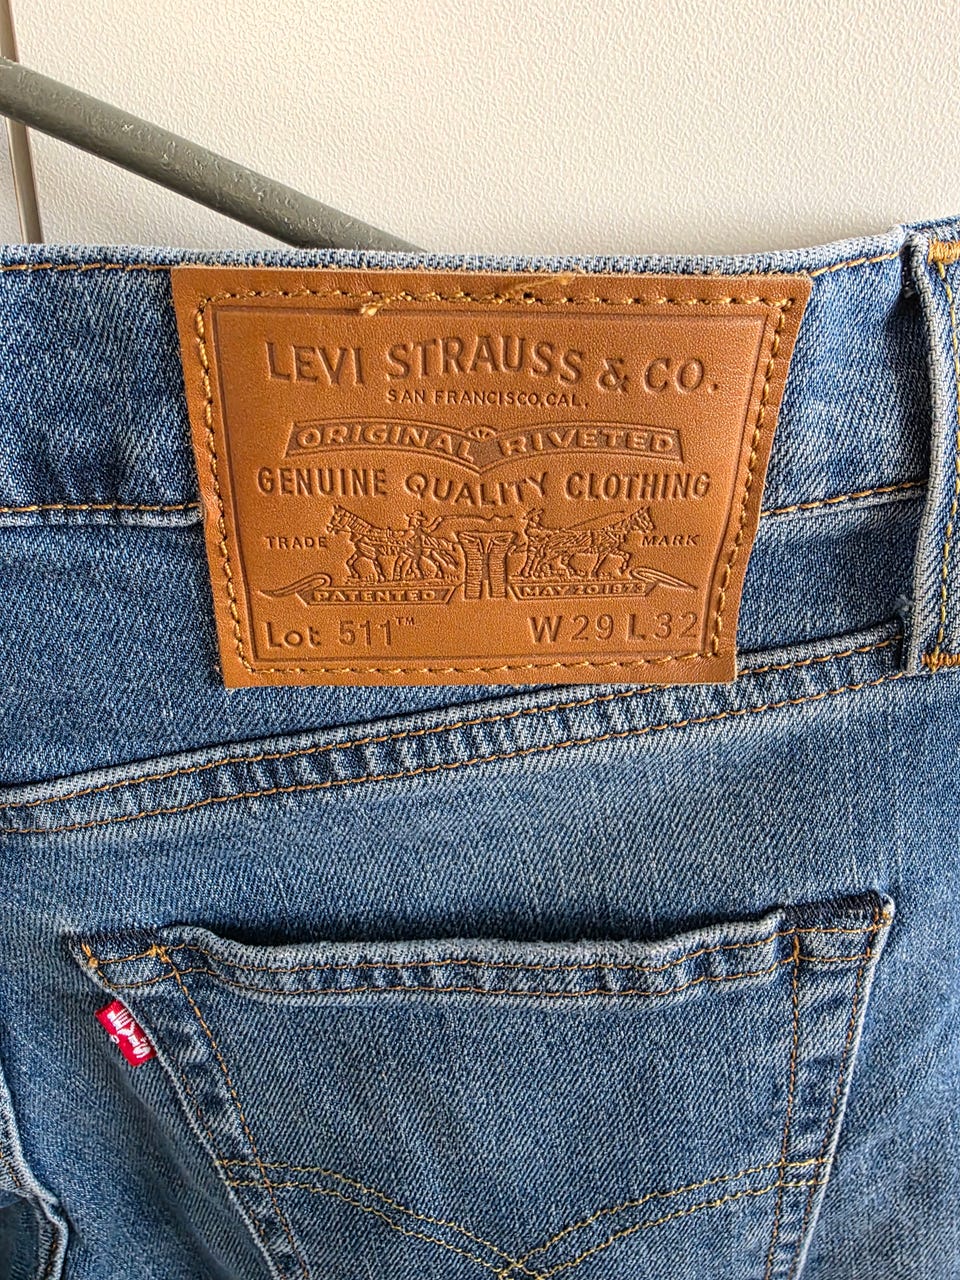 LEVI STRAUSS & CO.
SAN FRANCISCO, CAL.
ORIGINAL RIVETED
GENUINE QUALITY CLOTHING
TRADE MARK
PATENTED MAY 20 1873
Lot 511™ W 29 L 32
LEVI'S